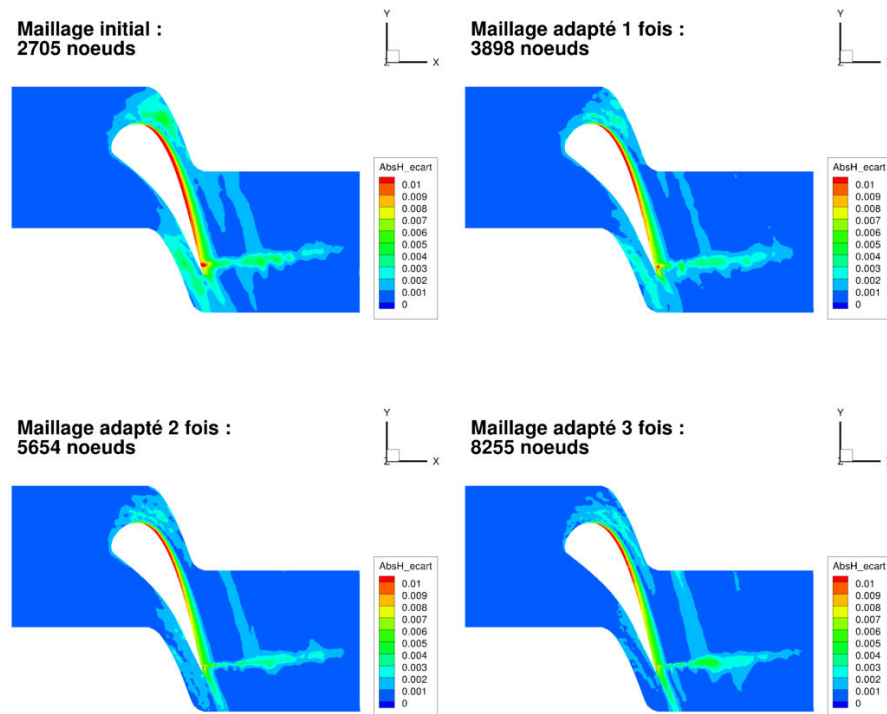 Maillage initial :
2705 noeuds
Y
Z
X
AbsH_ecart
0.01
0.009
0.008
0.007
0.006
0.005
0.004
0.003
0.002
0.001
0
Maillage adapté 1 fois :
3898 noeuds
Y
Z
X
AbsH_ecart
0.01
0.009
0.008
0.007
0.006
0.005
0.004
0.003
0.002
0.001
0
Maillage adapté 2 fois :
5654 noeuds
Y
Z
X
AbsH_ecart
0.01
0.009
0.008
0.007
0.006
0.005
0.004
0.003
0.002
0.001
0
Maillage adapté 3 fois :
8255 noeuds
Y
Z
X
AbsH_ecart
0.01
0.009
0.008
0.007
0.006
0.005
0.004
0.003
0.002
0.001
0